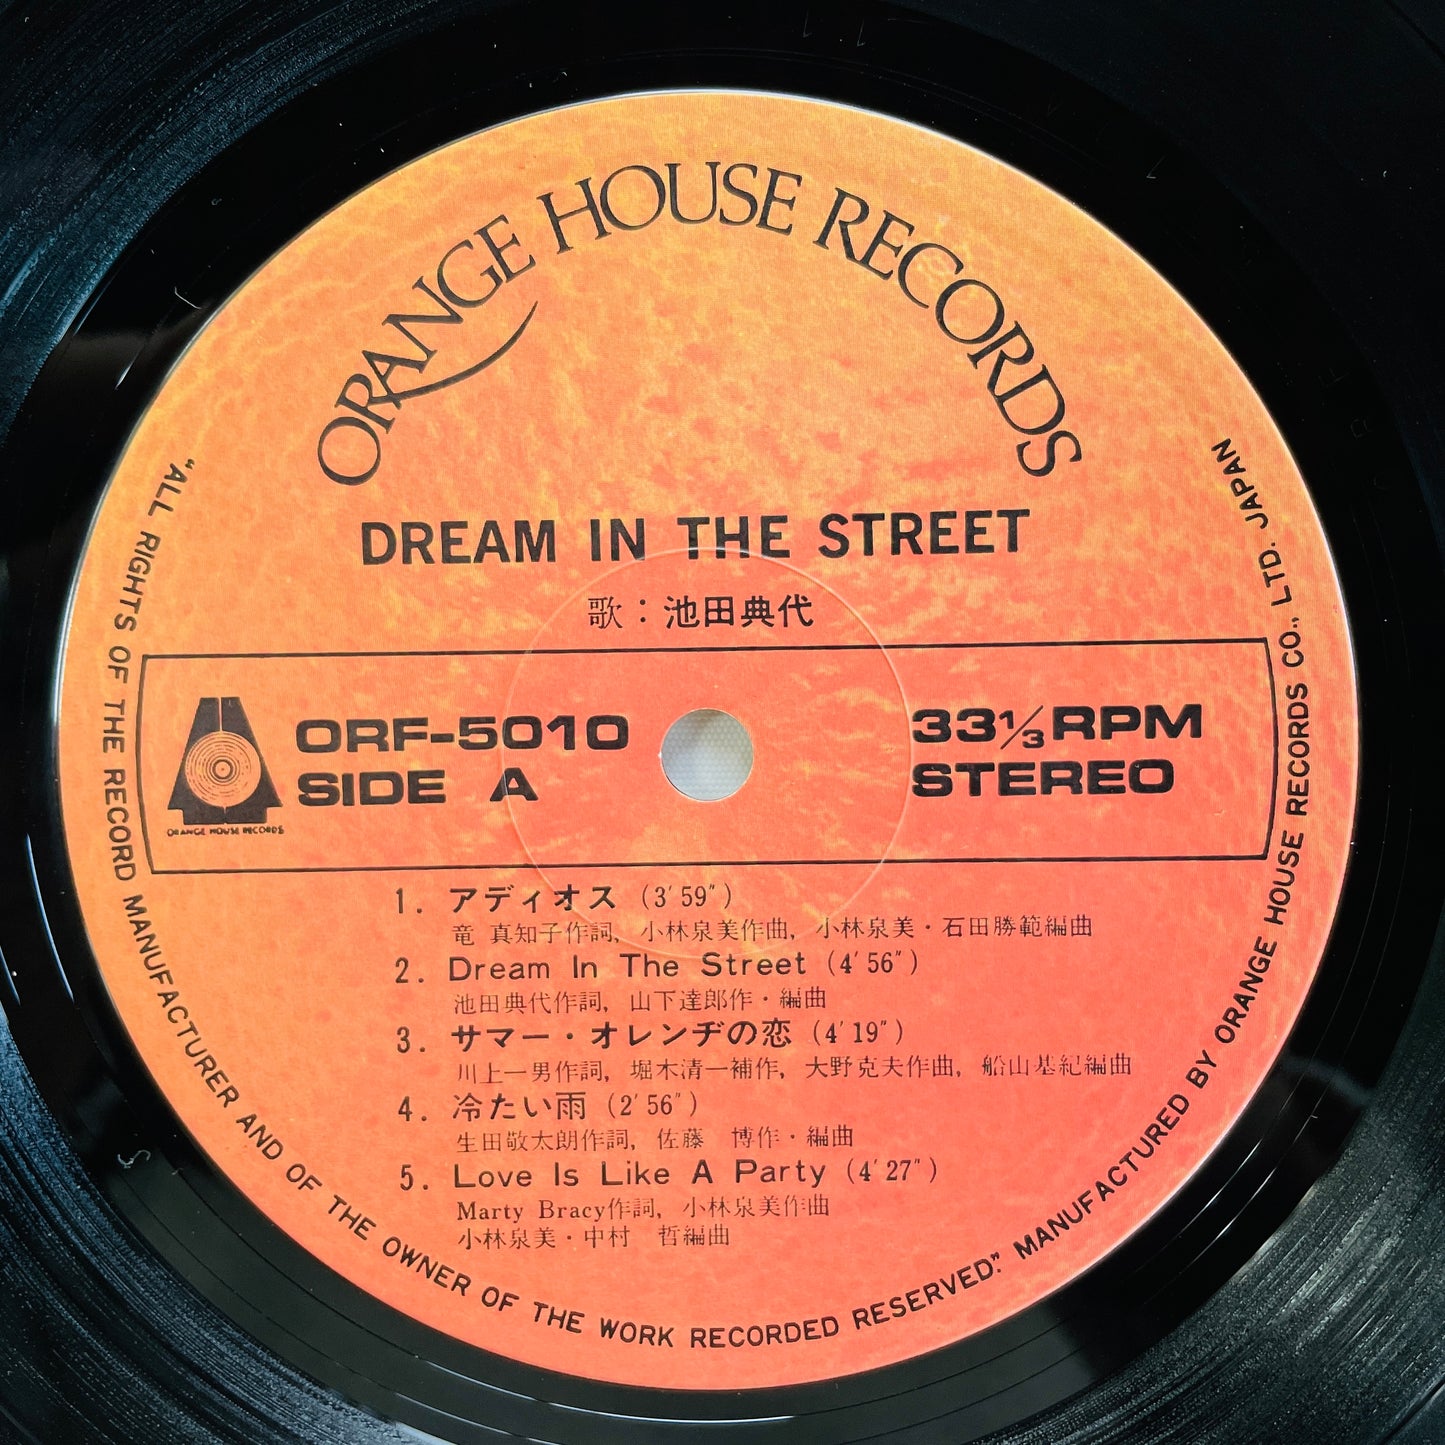 ORANGE HOUSE RECORDS
DREAM IN THE STREET
歌：池田典代
ORF-5010
SIDE A
ORANGE HOUSE RECORDS
33 1/3 RPM
STEREO
1. アディオス (3′59″)
竜 真知子作詞, 小林泉美作曲, 小林泉美・石田勝範編曲
2. Dream In The Street (4′56″)
池田典代作詞, 山下達郎作・編曲
3. サマー・オレンヂの恋 (4′19″)
川上一男作詞, 堀木清一補作, 大野克夫作曲, 船山基紀編曲
4. 冷たい雨 (2′56″)
生田敬太朗作詞, 佐藤 博作・編曲
5. Love Is Like A Party (4′27″)
Marty Bracy作詞, 小林泉美作曲
小林泉美・中村 哲編曲
“ALL RIGHTS OF THE RECORD MANUFACTURER AND OF THE OWNER OF THE WORK RECORDED RESERVED.” MANUFACTURED BY ORANGE HOUSE RECORDS CO., LTD. JAPAN